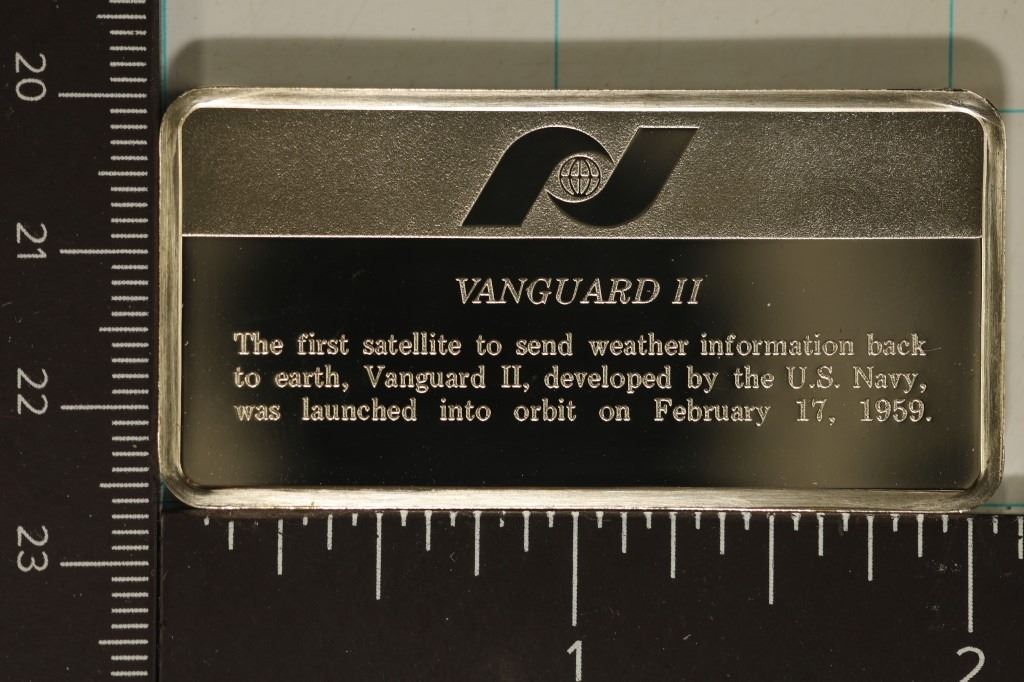 VANGUARD II
The first satellite to send weather information back
to earth, Vanguard II, developed by the U.S. Navy,
was launched into orbit on February 17, 1959.
20
21
22
23
1
2